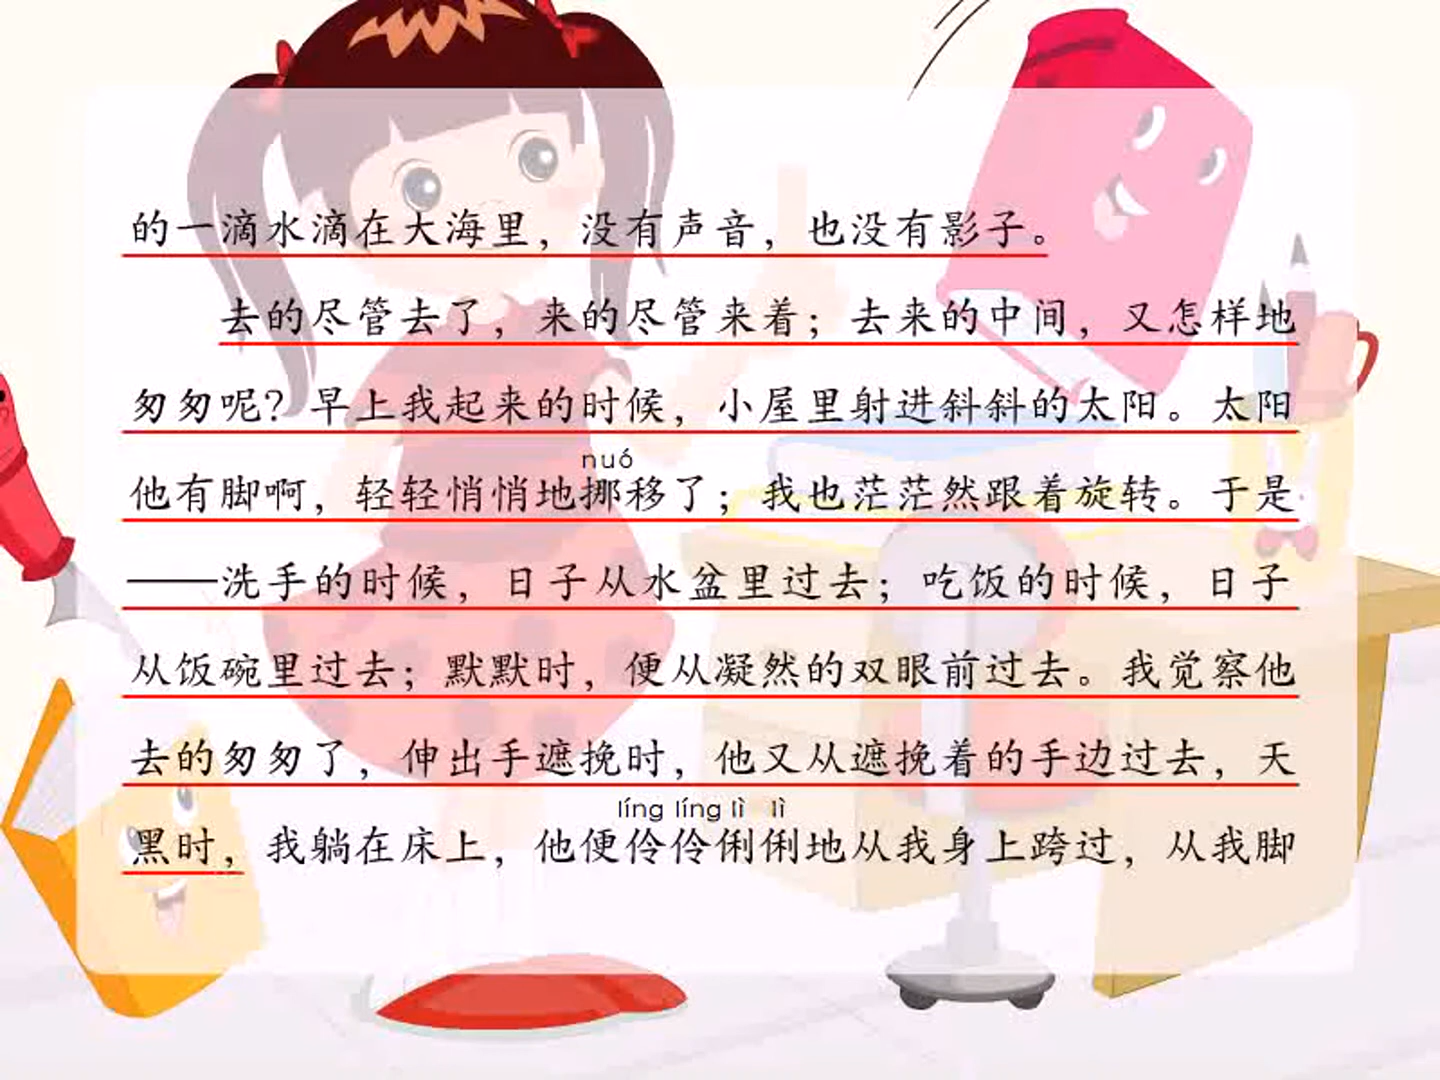 的一滴水滴在大海里，没有声音，也没有影子。
去的尽管去了，来的尽管来着；去来的中间，又怎样地
匆匆呢？早上我起来的时候，小屋里射进斜斜的太阳。太阳
nuó
他有脚啊，轻轻悄悄地挪移了；我也茫茫然跟着旋转。于是
——洗手的时候，日子从水盆里过去；吃饭的时候，日子
从饭碗里过去；默默时，便从凝然的双眼前过去。我觉察他
去的匆匆了，伸出手遮挽时，他又从遮挽着的手边过去，天
líng líng lì lì
黑时，我躺在床上，他便伶伶俐俐地从我身上跨过，从我脚